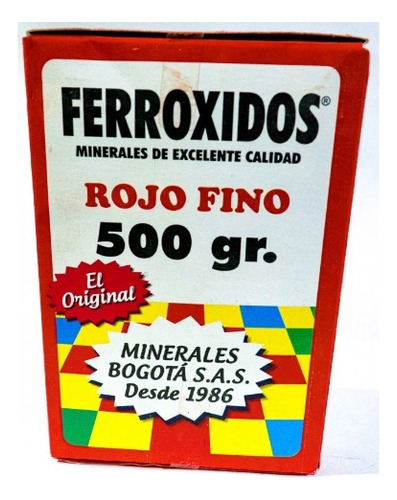 FERROXIDOS®
MINERALES DE EXCELENTE CALIDAD
ROJO FINO
500 gr.
El
Original
MINERALES
BOGOTÁ S.A.S.
Desde 1986